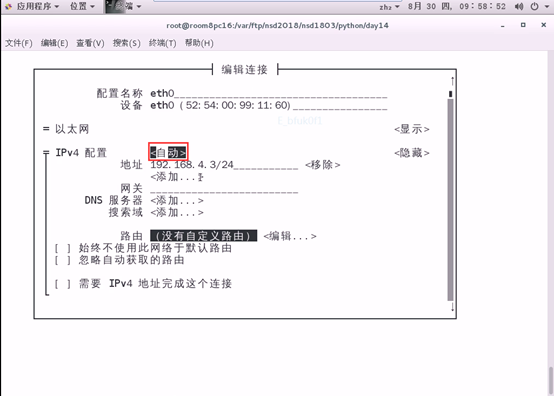 应用程序 位置 终端 zh₂ 8月 30 四, 09∶58∶52
root@room8pc16:/var/ftp/nsd2018/nsd1803/python/day14
文件(F) 编辑(E) 查看(V) 搜索(S) 终端(T) 帮助(H)
编辑连接
配置名称 eth0
设备 eth0 (52:54:00:99:11:60)
= 以太网 <显示>
IPv4 配置 <自动> <隐藏>
地址 192.168.4.3/24 <移除>
<添加...>
网关
DNS 服务器 <添加...>
搜索域 <添加...>
路由 (没有自定义路由) <编辑...>
[ ] 始终不使用此网络于默认路由
[ ] 忽略自动获取的路由
[ ] 需要 IPv4 地址完成这个连接